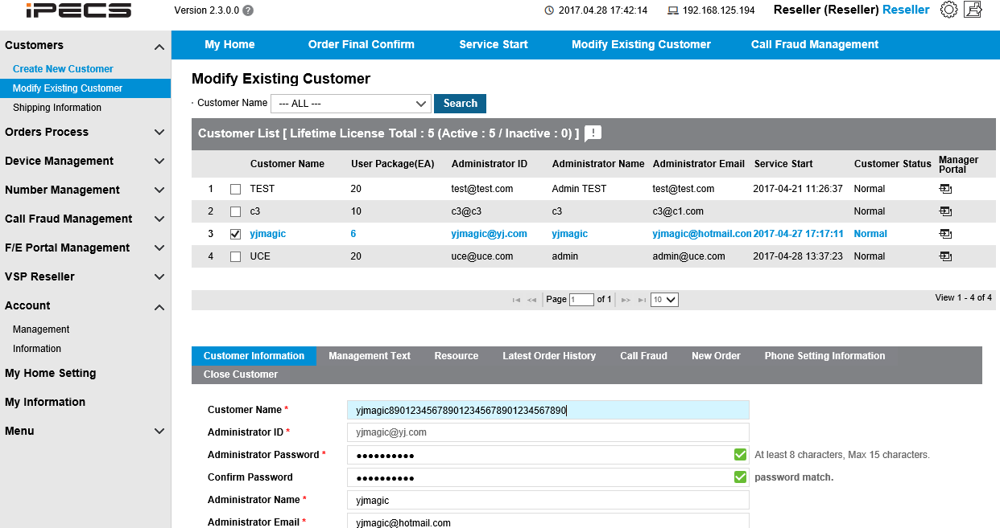 iPECS
Version 2.3.0.0 ?
2017.04.28 17:42:14
192.168.125.194
Reseller (Reseller) Reseller
Customers
Create New Customer
Modify Existing Customer
Shipping Information
Orders Process
Device Management
Number Management
Call Fraud Management
F/E Portal Management
VSP Reseller
Account
Management
Information
My Home Setting
My Information
Menu
My Home Order Final Confirm Service Start Modify Existing Customer Call Fraud Management
Modify Existing Customer
· Customer Name --- ALL --- Search
Customer List [ Lifetime License Total : 5 (Active : 5 / Inactive : 0) ] !
Customer Name User Package(EA) Administrator ID Administrator Name Administrator Email Service Start Customer Status Manager
Portal
1 TEST 20 test@test.com Admin TEST test@test.com 2017-04-21 11:26:37 Normal
2 c3 10 c3@c3 c3 c3@c1.com Normal
3 yjmagic 6 yjmagic@yj.com yjmagic yjmagic@hotmail.con 2017-04-27 17:17:11 Normal
4 UCE 20 uce@uce.com admin admin@uce.com 2017-04-28 13:37:23 Normal
Page 1 of 1 10 View 1 - 4 of 4
Customer Information Management Text Resource Latest Order History Call Fraud New Order Phone Setting Information
Close Customer
Customer Name * yjmagic890123456789012345678901234567890
Administrator ID * yjmagic@yj.com
Administrator Password * ●●●●●●●●●● At least 8 characters, Max 15 characters.
Confirm Password ●●●●●●●●●● password match.
Administrator Name * yjmagic
Administrator Email * yjmagic@hotmail.com